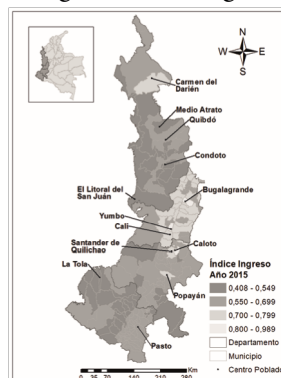 N
W E
S
Carmen del
Darién
Medio Atrato
Quibdó
Condoto
El Litoral del
San Juán
Bugalagrande
Yumbo
Cali
Santander de
Quilichao
Caloto
La Tola
Popayán
Pasto
Índice Ingreso
Año 2015
0,408 - 0,549
0,550 - 0,699
0,700 - 0,799
0,800 - 0,989
Departamento
Municipio
Centro Poblado
Km
0 35 70 140 210 280